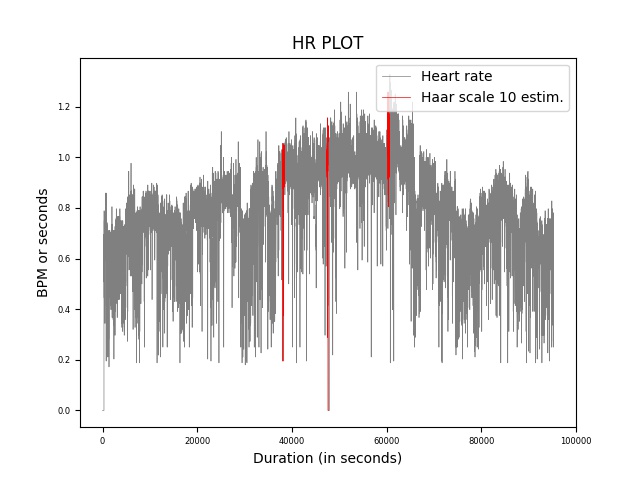 HR PLOT
Heart rate
Haar scale 10 estim.
BPM or seconds
1.2
1.0
0.8
0.6
0.4
0.2
0.0
0 20000 40000 60000 80000 100000
Duration (in seconds)